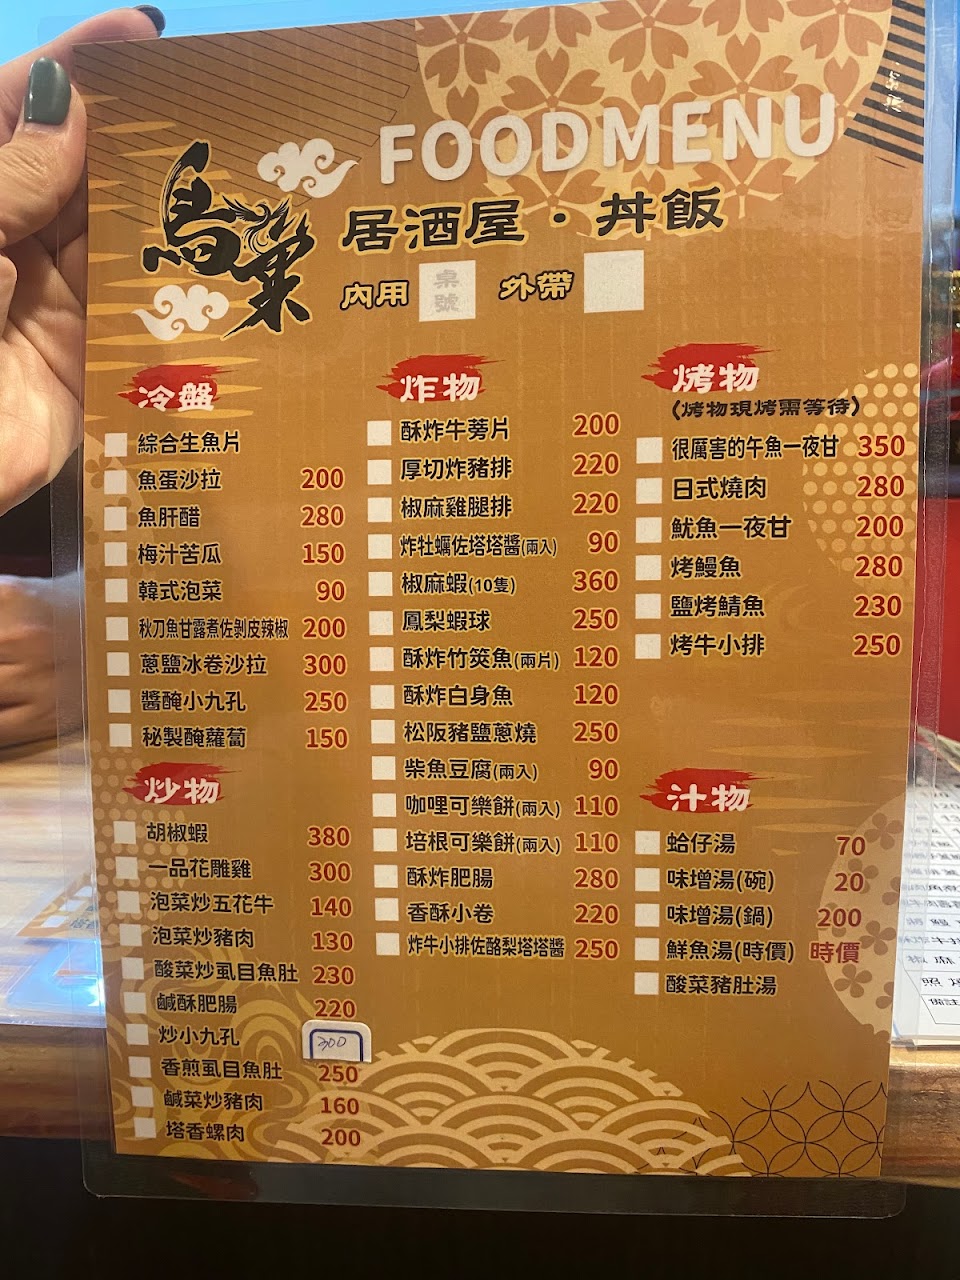 FOOD MENU
鳥巢
居酒屋・丼飯
內用 桌號 外帶
冷盤
綜合生魚片
魚蛋沙拉 200
魚肝醋 280
梅汁苦瓜 150
韓式泡菜 90
秋刀魚甘露煮佐剝皮辣椒 200
蔥鹽冰卷沙拉 300
醬醃小九孔 250
秘製醃蘿蔔 150
炒物
胡椒蝦 380
一品花雕雞 300
泡菜炒五花牛 140
泡菜炒豬肉 130
酸菜炒虱目魚肚 230
鹹酥肥腸 220
炒小九孔 300
香煎虱目魚肚 250
鹹菜炒豬肉 160
塔香螺肉 200
炸物
酥炸牛蒡片 200
厚切炸豬排 220
椒麻雞腿排 220
炸牡蠣佐塔塔醬(兩入) 90
椒麻蝦(10隻) 360
鳳梨蝦球 250
酥炸竹筴魚(兩片) 120
酥炸白身魚 120
松阪豬鹽蔥燒 250
柴魚豆腐(兩入) 90
咖哩可樂餅(兩入) 110
培根可樂餅(兩入) 110
酥炸肥腸 280
香酥小卷 220
炸牛小排佐酪梨塔塔醬 250
烤物
(烤物現烤需等待)
很厲害的午魚一夜甘 350
日式燒肉 280
魷魚一夜甘 200
烤鰻魚 280
鹽烤鯖魚 230
烤牛小排 250
汁物
蛤仔湯 70
味增湯(碗) 20
味增湯(鍋) 200
鮮魚湯(時價) 時價
酸菜豬肚湯